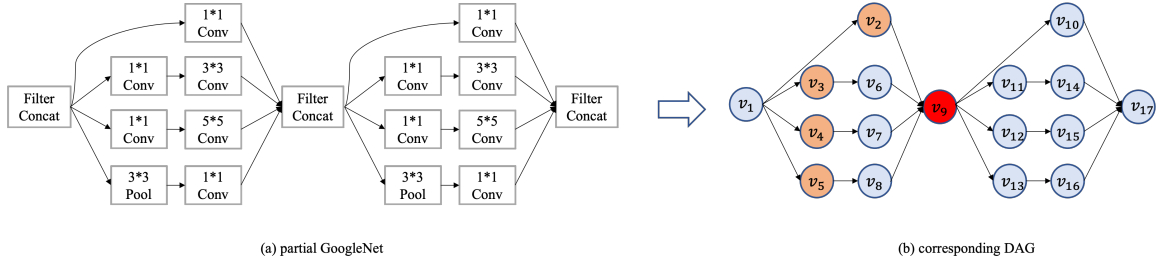 1*1
Conv
1*1
Conv
1*1
Conv
3*3
Conv
1*1
Conv
3*3
Conv
Filter
Concat
Filter
Concat
Filter
Concat
1*1
Conv
5*5
Conv
1*1
Conv
5*5
Conv
3*3
Pool
1*1
Conv
3*3
Pool
1*1
Conv
(a) partial GoogleNet
v₂
v₁₀
v₃
v₆
v₁₁
v₁₄
v₁
v₉
v₁₇
v₄
v₇
v₁₂
v₁₅
v₅
v₈
v₁₃
v₁₆
(b) corresponding DAG